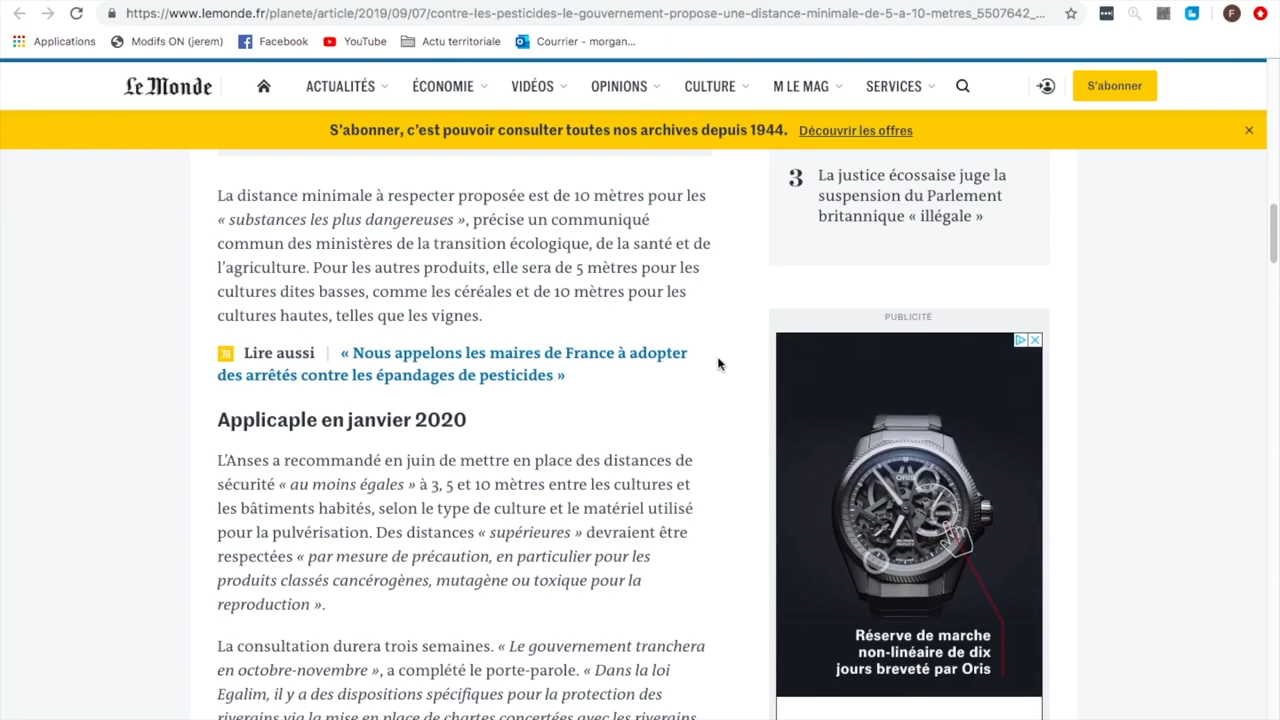 https://www.lemonde.fr/planete/article/2019/09/07/contre-les-pesticides-le-gouvernement-propose-une-distance-minimale-de-5-a-10-metres_5507642_...
F
Applications
Modifs ON (jerem)
Facebook
YouTube
Actu territoriale
Courrier - morgan...
Le Monde
ACTUALITÉS
ÉCONOMIE
VIDÉOS
OPINIONS
CULTURE
M LE MAG
SERVICES
S'abonner
S'abonner, c'est pouvoir consulter toutes nos archives depuis 1944. Découvrir les offres
La distance minimale à respecter proposée est de 10 mètres pour les
« substances les plus dangereuses », précise un communiqué
commun des ministères de la transition écologique, de la santé et de
l'agriculture. Pour les autres produits, elle sera de 5 mètres pour les
cultures dites basses, comme les céréales et de 10 mètres pour les
cultures hautes, telles que les vignes.
Lire aussi | « Nous appelons les maires de France à adopter
des arrêtés contre les épandages de pesticides »
Applicaple en janvier 2020
L'Anses a recommandé en juin de mettre en place des distances de
sécurité « au moins égales » à 3, 5 et 10 mètres entre les cultures et
les bâtiments habités, selon le type de culture et le matériel utilisé
pour la pulvérisation. Des distances « supérieures » devraient être
respectées « par mesure de précaution, en particulier pour les
produits classés cancérogènes, mutagène ou toxique pour la
reproduction ».
La consultation durera trois semaines. « Le gouvernement tranchera
en octobre-novembre », a complété le porte-parole. « Dans la loi
Egalim, il y a des dispositions spécifiques pour la protection des
riverains via la mise en place de chartes concertées avec les riverains
3
La justice écossaise juge la
suspension du Parlement
britannique « illégale »
PUBLICITÉ
ORIS
Réserve de marche
non-linéaire de dix
jours breveté par Oris